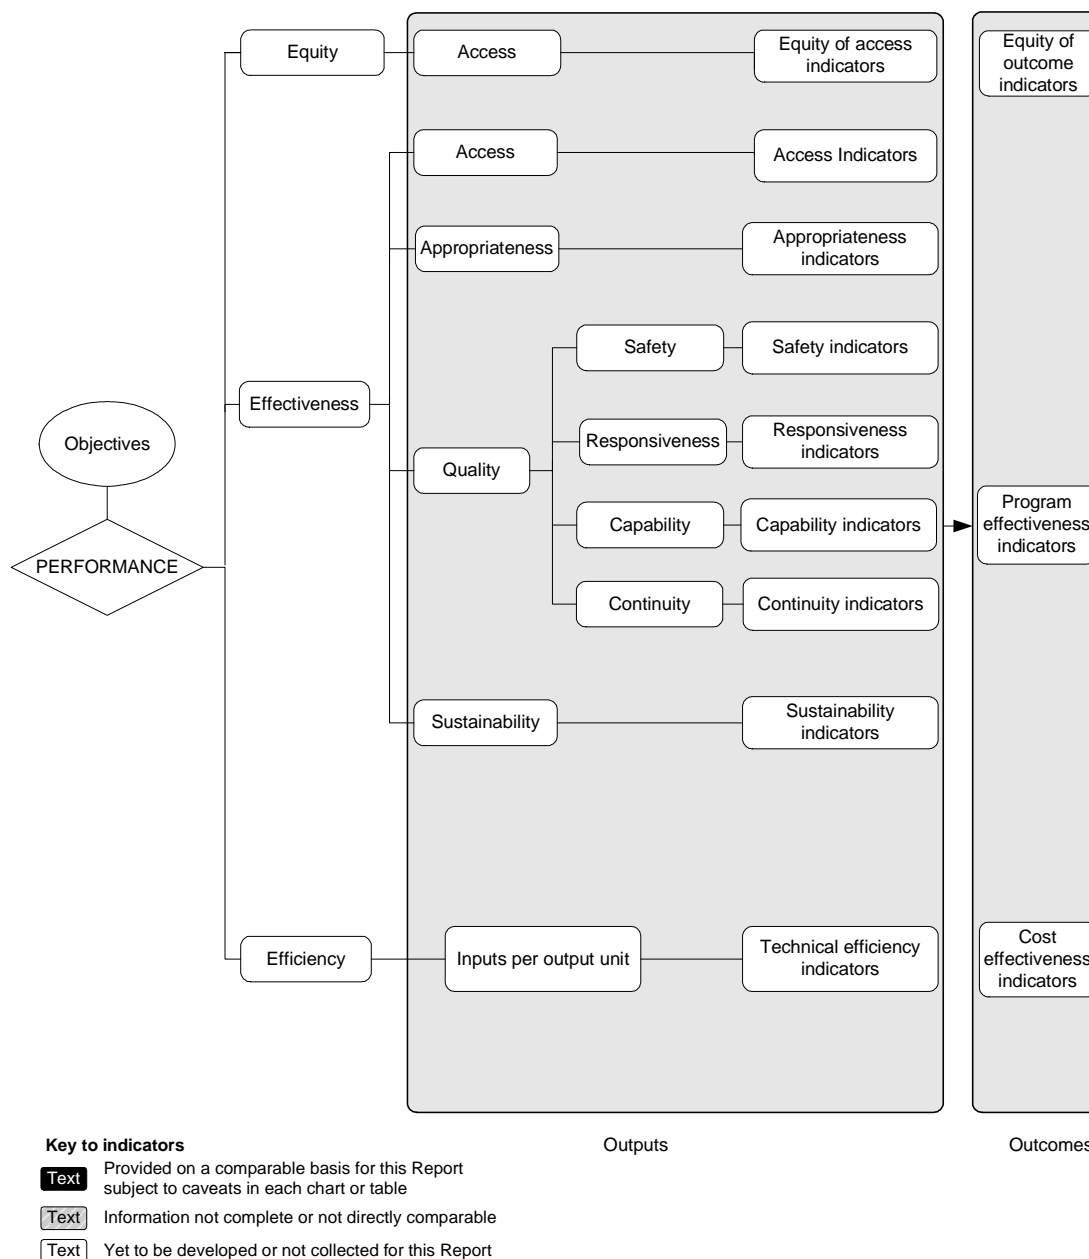 Equity
Access
Equity of access
indicators
Equity of
outcome
indicators
Access
Access Indicators
Appropriateness
Appropriateness
indicators
Safety
Safety indicators
Effectiveness
Objectives
Quality
Responsiveness
Responsiveness
indicators
Capability
Capability indicators
Program
effectiveness
indicators
PERFORMANCE
Continuity
Continuity indicators
Sustainability
Sustainability
indicators
Efficiency
Inputs per output unit
Technical efficiency
indicators
Cost
effectiveness
indicators
Key to indicators
Outputs
Outcomes
Text
Provided on a comparable basis for this Report
subject to caveats in each chart or table
Text
Information not complete or not directly comparable
Text
Yet to be developed or not collected for this Report